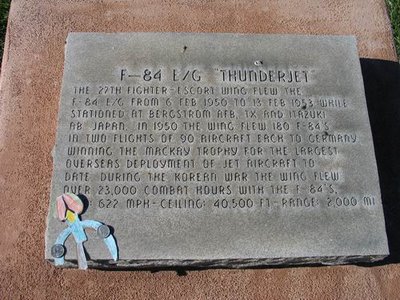 F-84 E/G "THUNDERJET"
THE 27TH FIGHTER-ESCORT WING FLEW THE
F-84 E/G FROM 6 FEB 1950 TO 13 FEB 1953 WHILE
STATIONED AT BERGSTROM AFB, TX AND ITAZUKI
AB, JAPAN. IN 1950 THE WING FLEW 180 F-84'S
IN TWO FLIGHTS OF 90 AIRCRAFT EACH TO GERMANY
WINNING THE MACKAY TROPHY FOR THE LARGEST
OVERSEAS DEPLOYMENT OF JET AIRCRAFT TO
DATE. DURING THE KOREAN WAR THE WING FLEW
OVER 23,000 COMBAT HOURS WITH THE F-84'S.
622 MPH-CEILING: 40,500 FT-RANGE: 2,000 MI